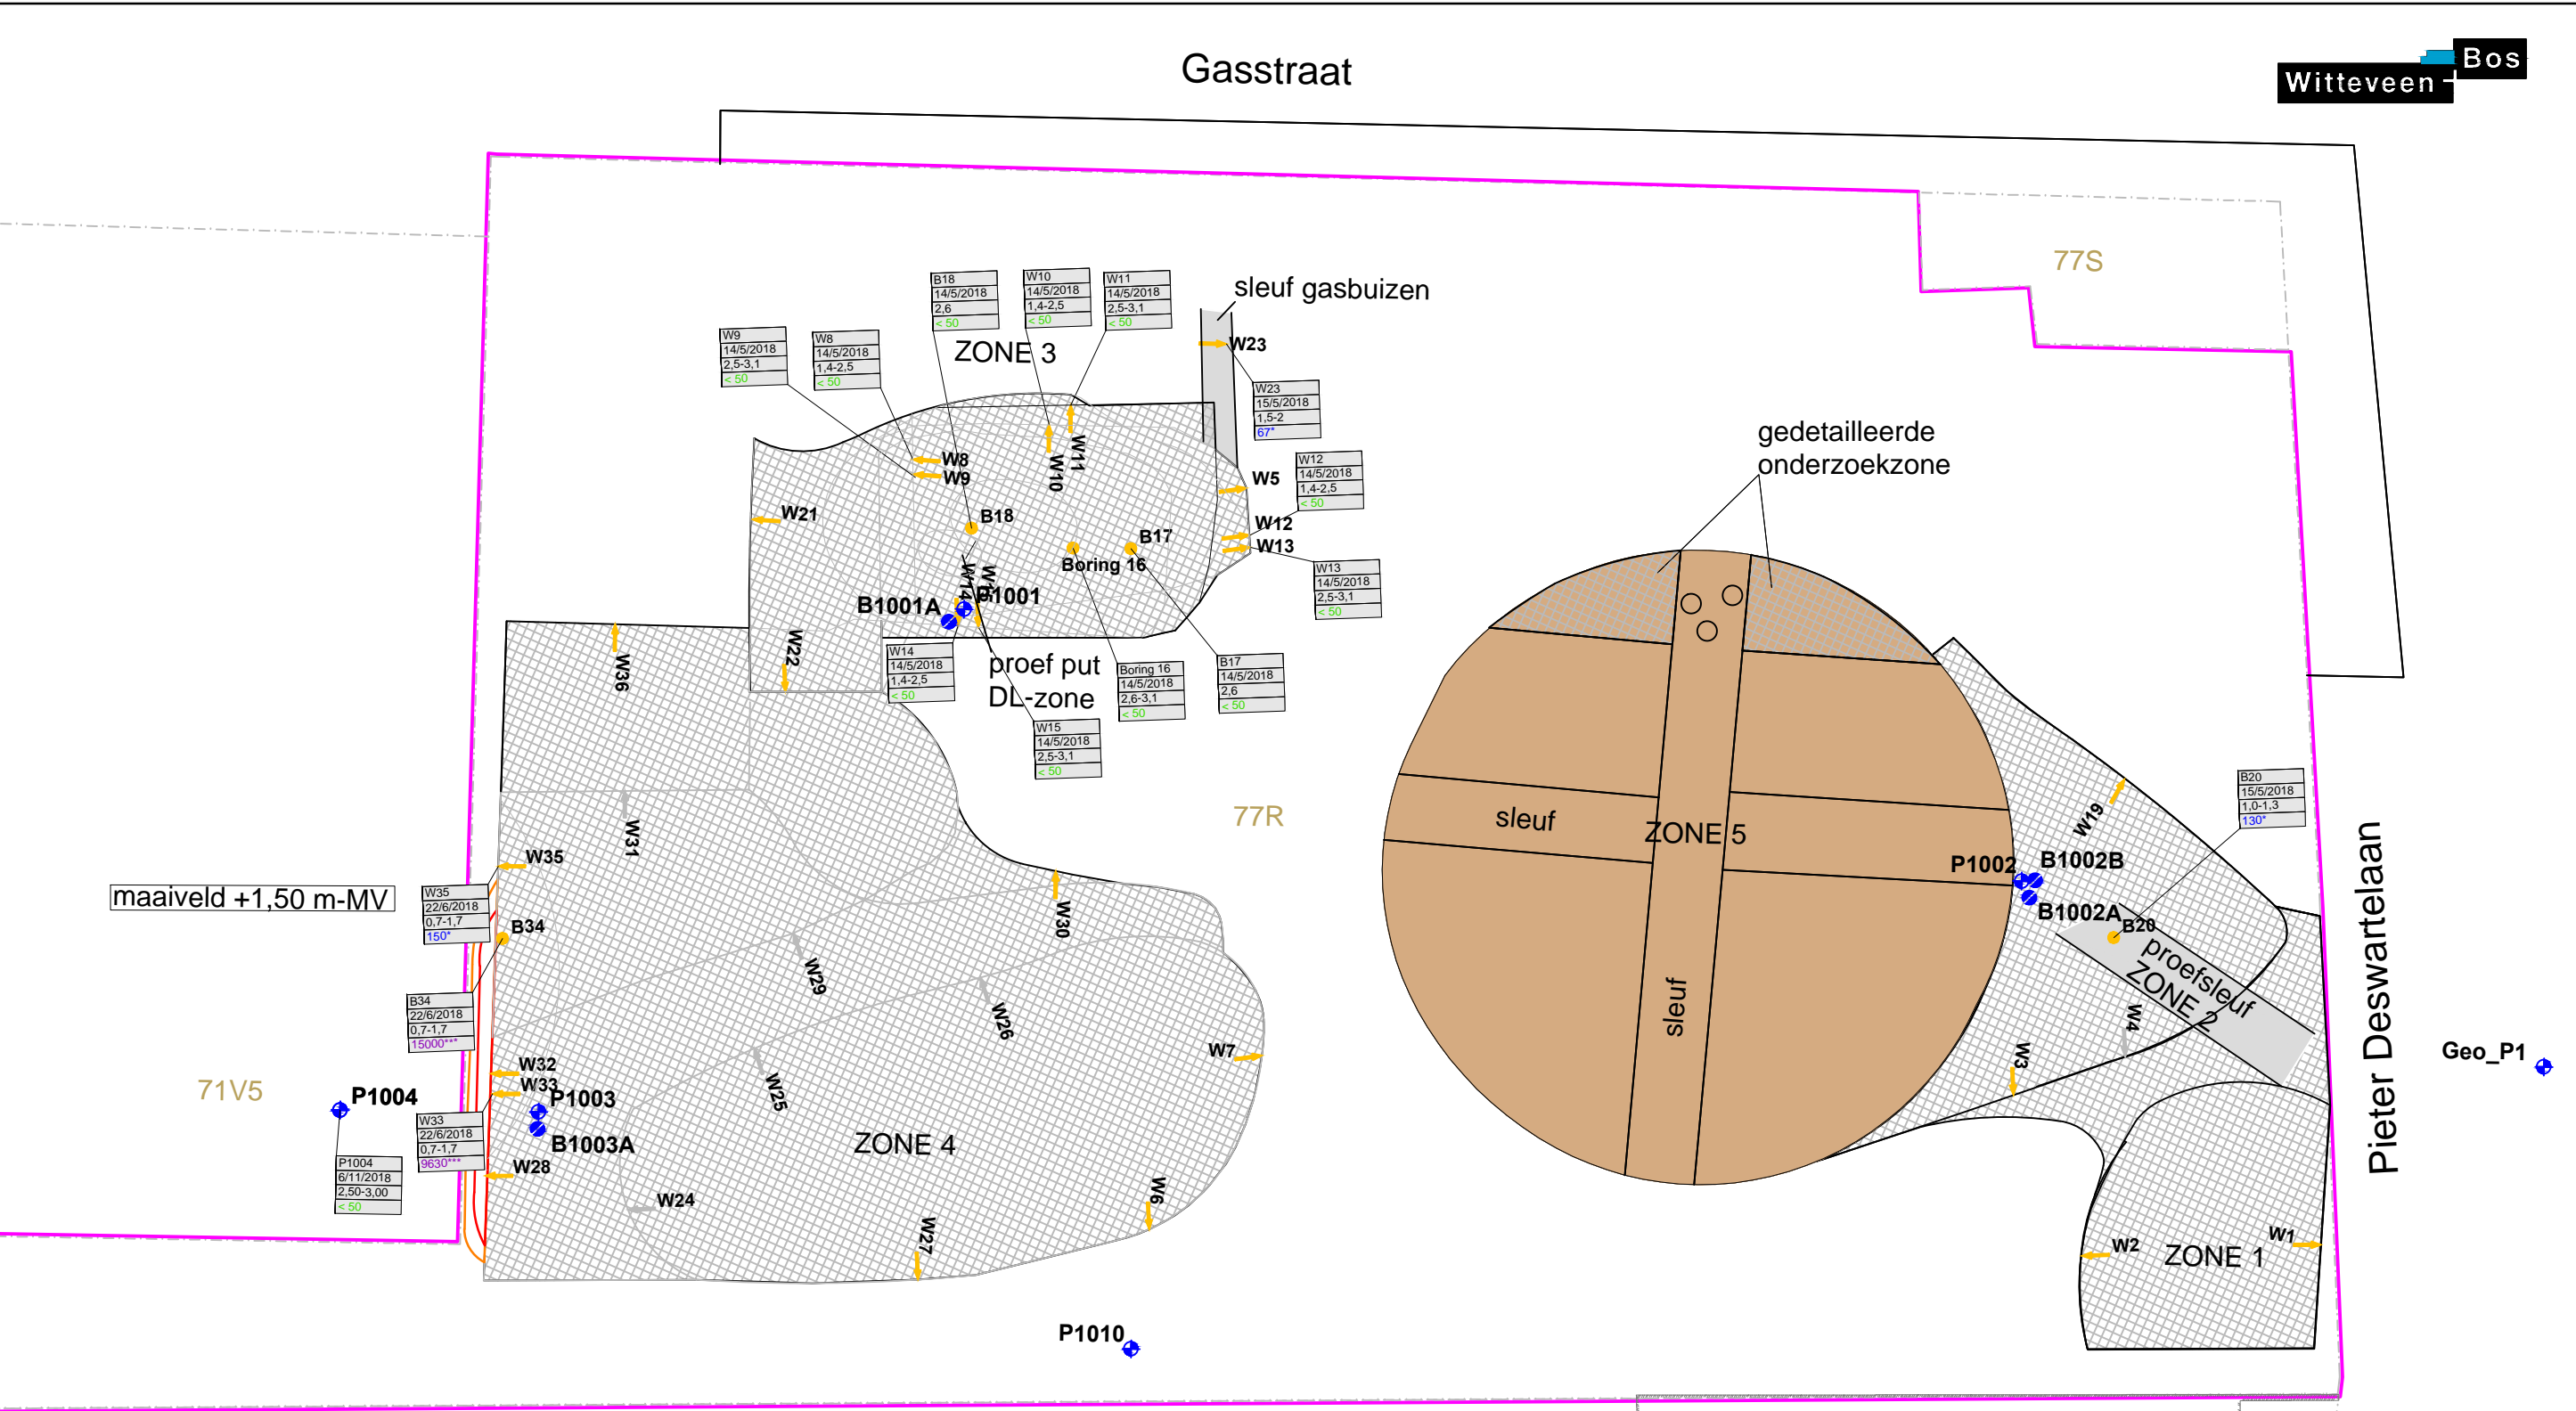 Gasstraat
Witteveen
Bos
77S
B18
14/5/2018
2,6
< 50
W10
14/5/2018
1,4-2,5
< 50
W11
14/5/2018
2,5-3,1
< 50
sleuf gasbuizen
W9
14/5/2018
2,5-3,1
< 50
W8
14/5/2018
1,4-2,5
< 50
ZONE 3
W23
W23
15/5/2018
1,5-2
67*
gedetailleerde
onderzoekzone
W8
W9
W10
W11
W5
W12
14/5/2018
1,4-2,5
< 50
W21
B18
W12
W13
B17
Boring 16
W13
14/5/2018
2,5-3,1
< 50
W14
W15
P1001
B1001A
W22
W36
W14
14/5/2018
1,4-2,5
< 50
proef put
DL-zone
Boring 16
14/5/2018
2,6-3,1
< 50
B17
14/5/2018
2,6
< 50
W15
14/5/2018
2,5-3,1
< 50
77R
W31
sleuf
ZONE 5
sleuf
W19
B20
15/5/2018
1,0-1,3
130*
P1002
B1002B
B1002A
B20
proefsleuf
ZONE 2
Pieter Deswartelaan
W35
maaiveld +1,50 m-MV
W35
22/6/2018
0,7-1,7
150*
B34
W30
W29
W26
B34
22/6/2018
0,7-1,7
15000***
W4
W3
W7
Geo_P1
W32
W33
P1003
71V5
P1004
W25
W33
22/6/2018
0,7-1,7
9630***
B1003A
ZONE 4
W28
P1004
6/11/2018
2,50-3,00
< 50
W24
W6
W27
W2
W1
ZONE 1
P1010